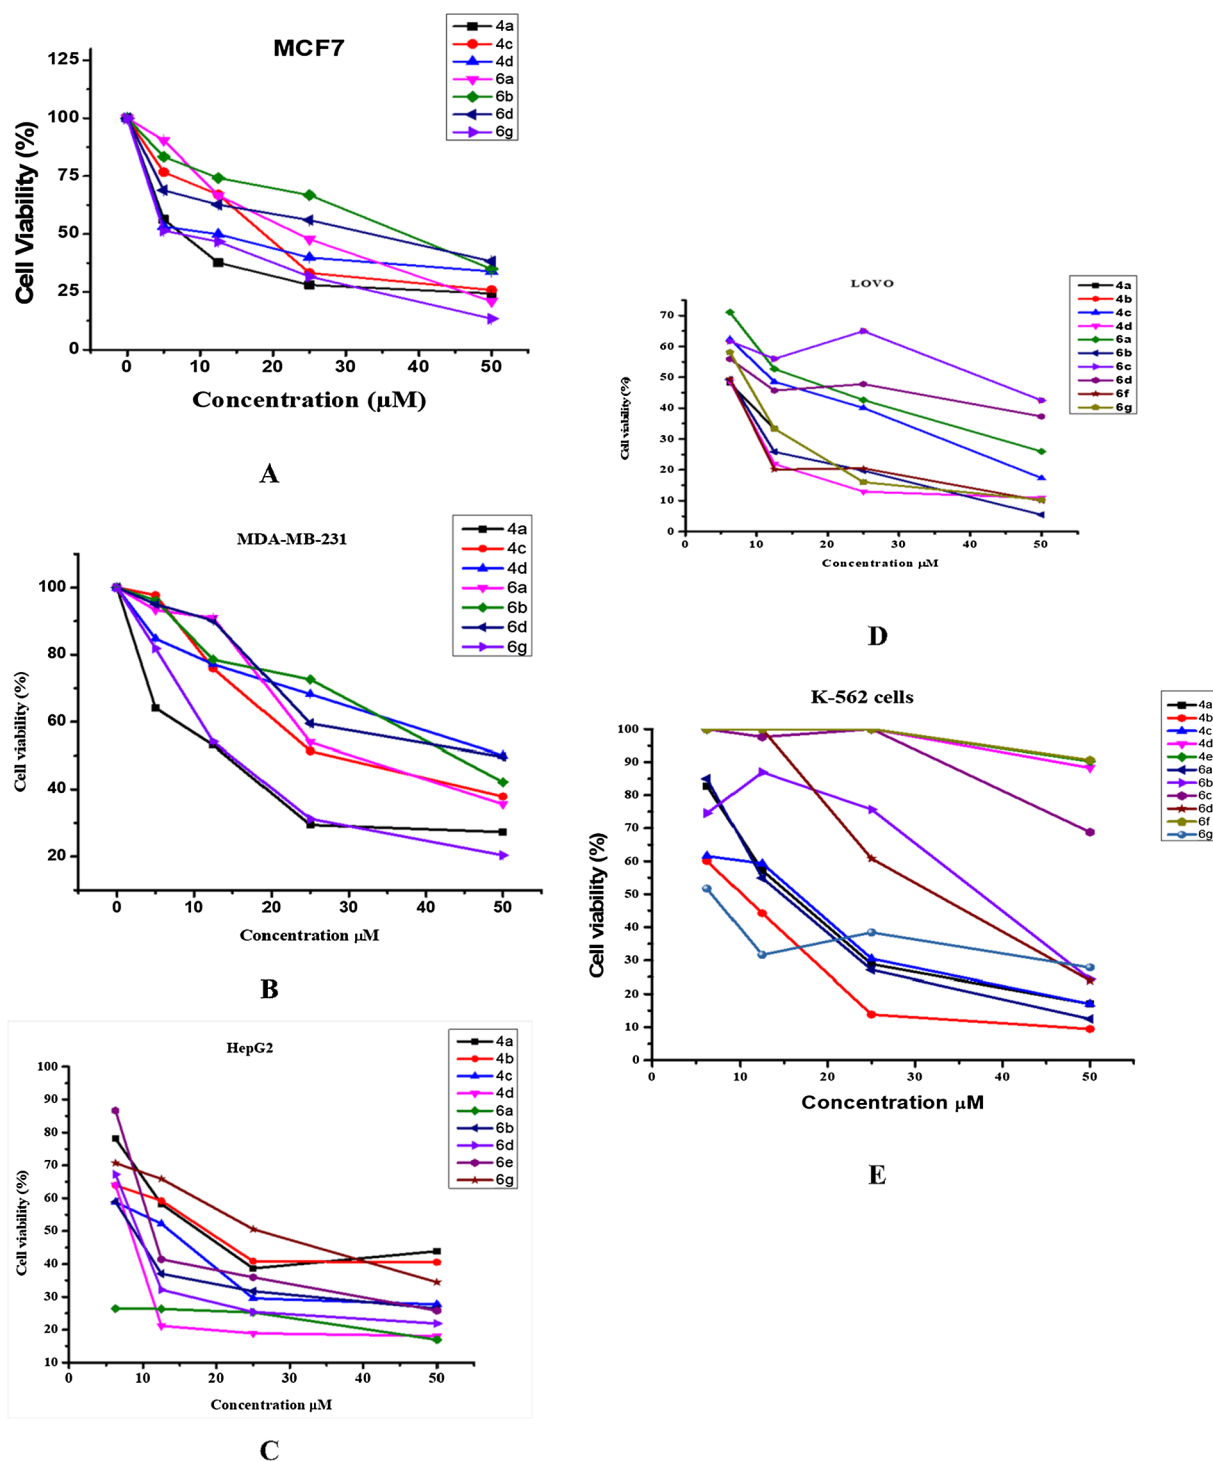 MCF7
4a
4c
4d
6a
6b
6d
6g
125
100
75
50
25
0
Cell Viability (%)
0 10 20 30 40 50
Concentration (µM)
A
MDA-MB-231
4a
4c
4d
6a
6b
6d
6g
100
80
60
40
20
Cell viability (%)
0 10 20 30 40 50
Concentration µM
B
HepG2
4a
4b
4c
4d
6a
6b
6d
6e
6g
100
90
80
70
60
50
40
30
20
10
Cell viability (%)
0 10 20 30 40 50
Concentration µM
C
LOVO
4a
4b
4c
4d
6a
6b
6c
6d
6f
6g
70
60
50
40
30
20
10
0
Cell viability (%)
0 10 20 30 40 50
Concentration µM
D
K-562 cells
4a
4b
4c
4d
4e
6a
6b
6c
6d
6f
6g
100
90
80
70
60
50
40
30
20
10
0
Cell viability (%)
0 10 20 30 40 50
Concentration µM
E